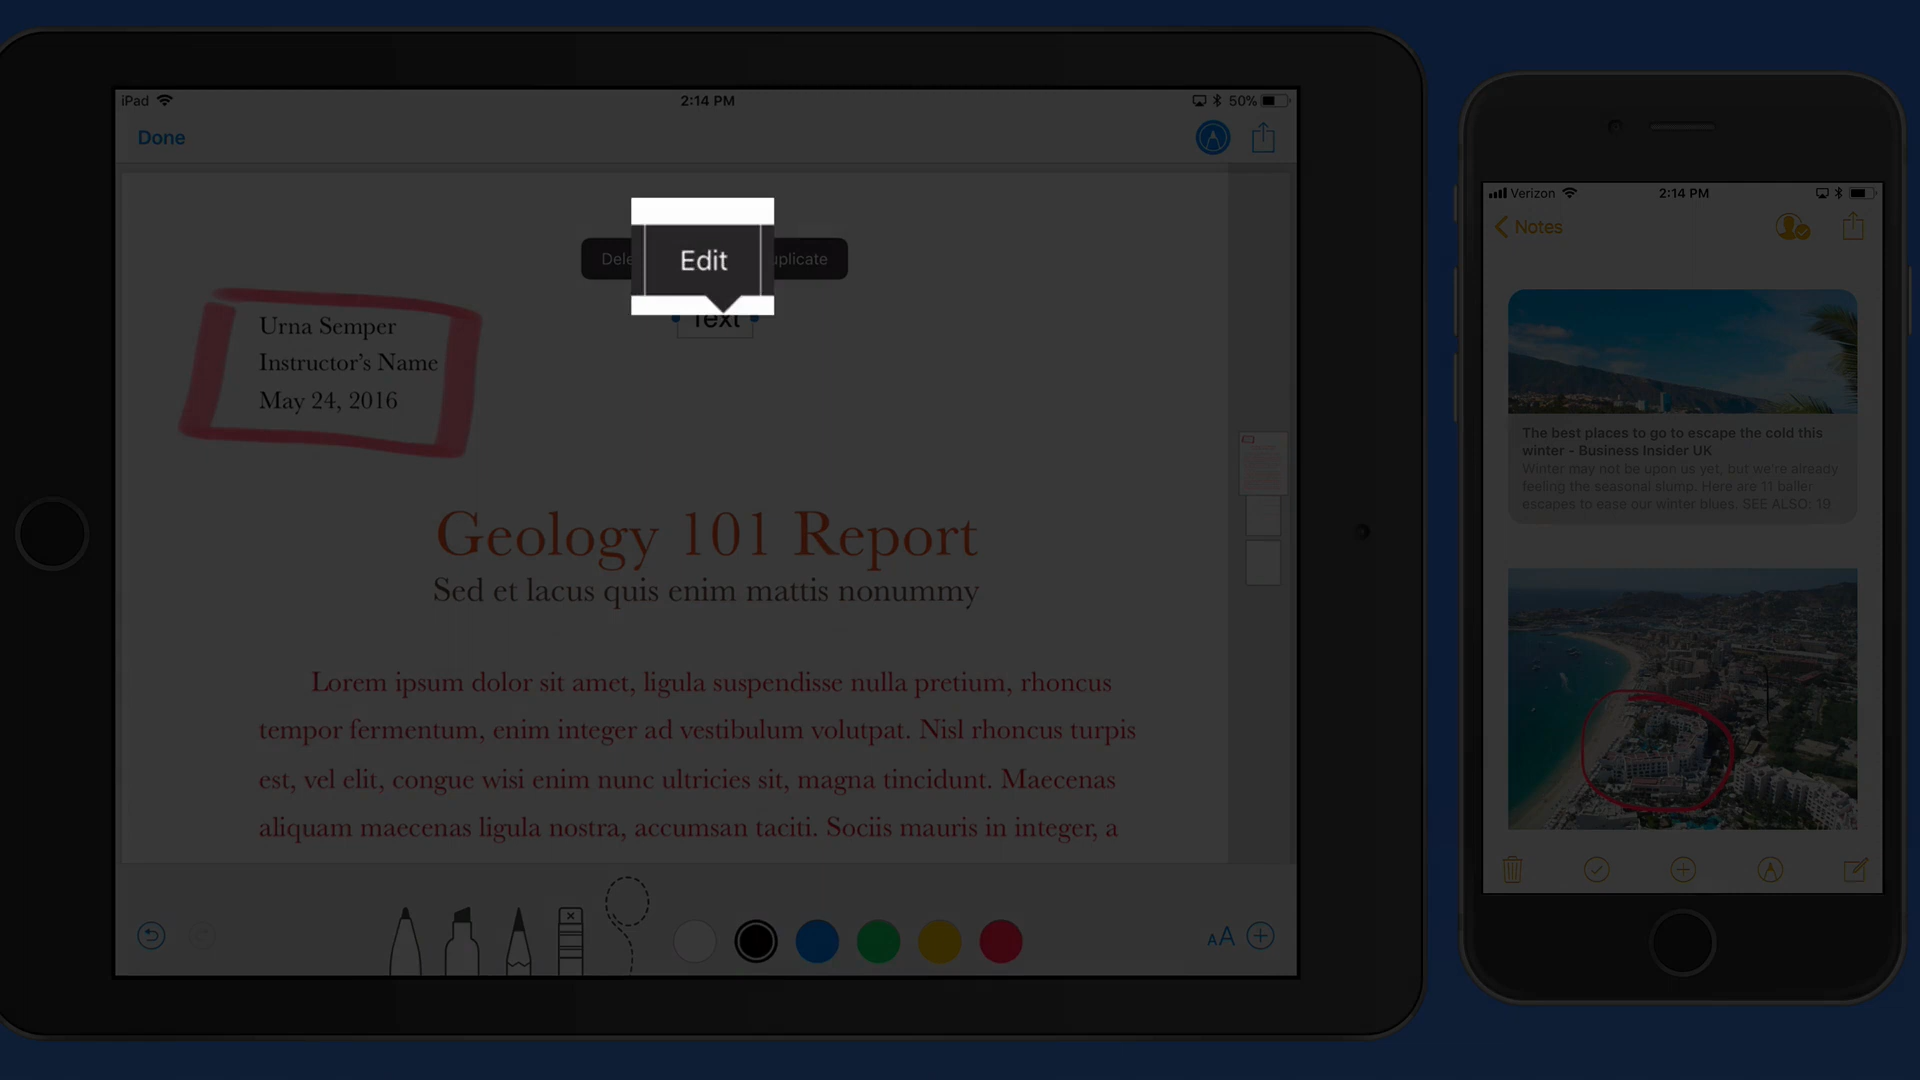 iPad
2:14 PM
50%
Done
Dele
Edit
uplicate
Text
Urna Semper
Instructor’s Name
May 24, 2016
Geology 101 Report
Sed et lacus quis enim mattis nonummy
Lorem ipsum dolor sit amet, ligula suspendisse nulla pretium, rhoncus
tempor fermentum, enim integer ad vestibulum volutpat. Nisl rhoncus turpis
est, vel elit, congue wisi enim nunc ultricies sit, magna tincidunt. Maecenas
aliquam maecenas ligula nostra, accumsan taciti. Sociis mauris in integer, a
AA
Verizon
2:14 PM
Notes
The best places to go to escape the cold this
winter - Business Insider UK
Winter may not be upon us yet, but we're already
feeling the seasonal slump. Here are 11 baller
escapes to ease our winter blues. SEE ALSO: 19